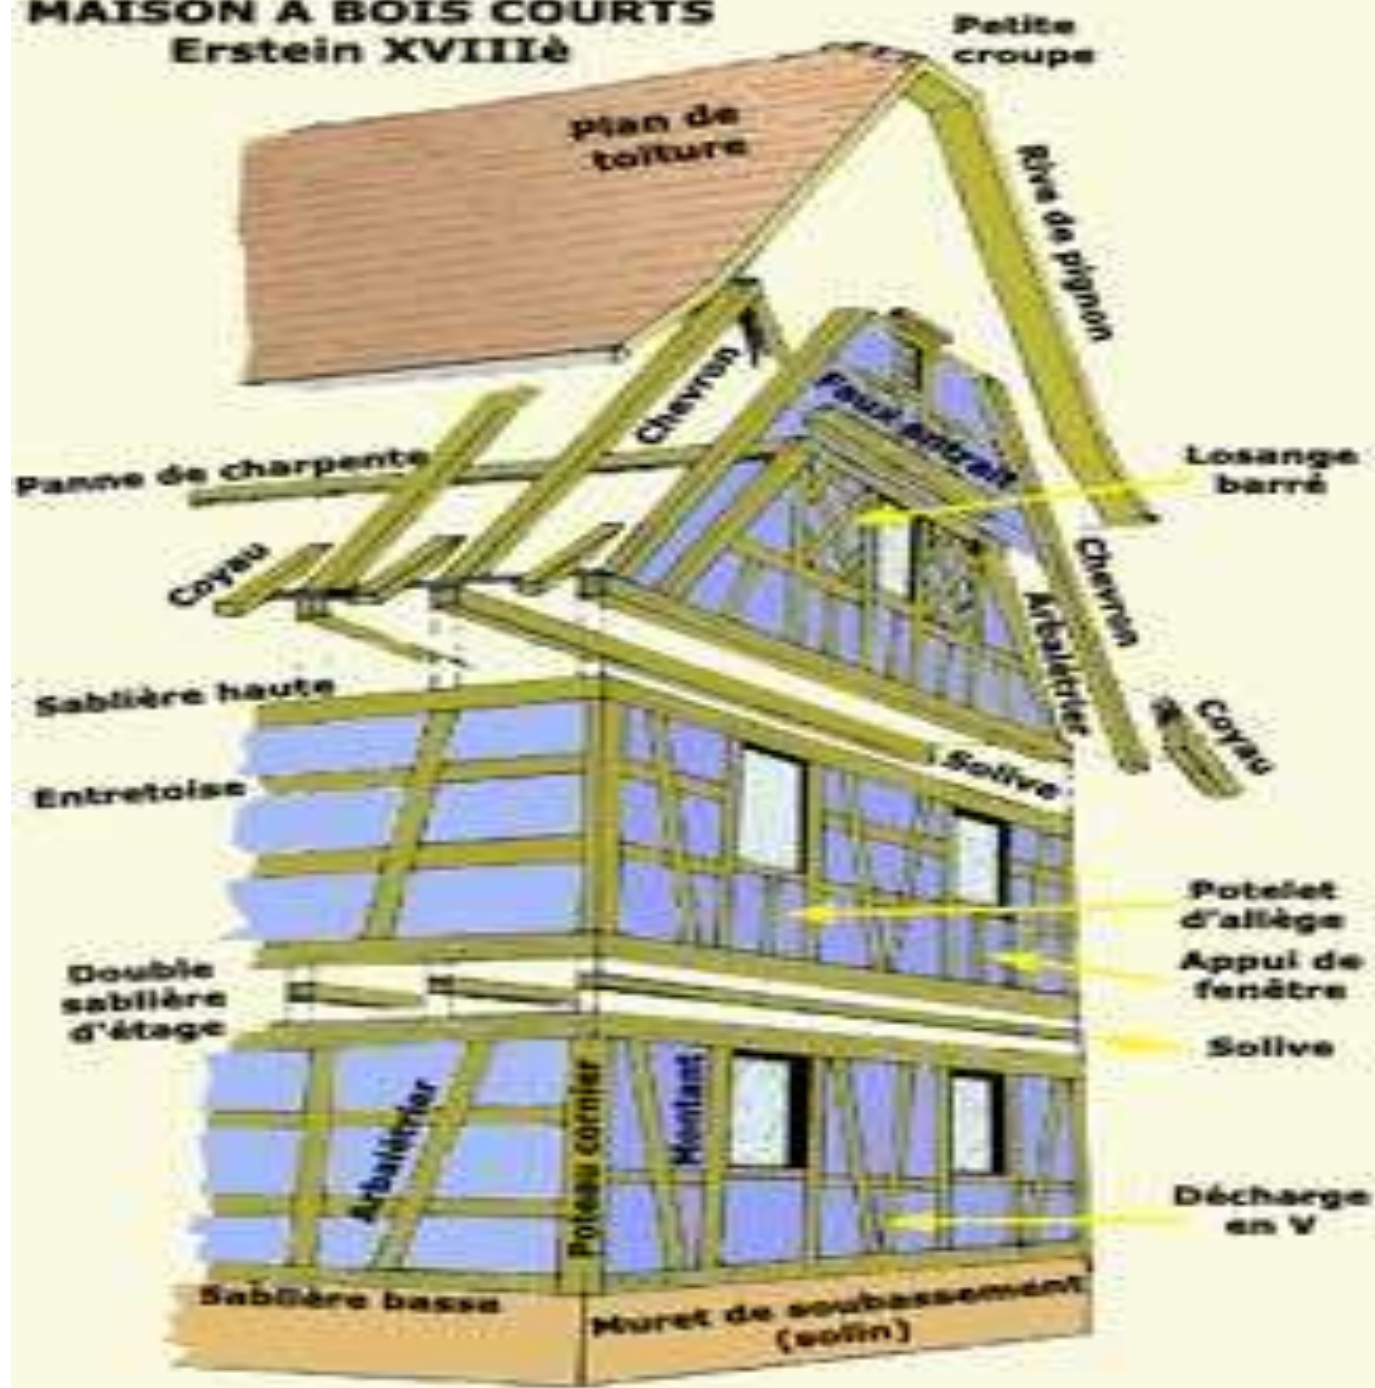 MAISON A BOIS COURTS
Erstein XVIIIè
Petite
croupe
Plan de
toiture
Rive de pignon
Chevron
Faux entrait
Panne de charpente
Losange
barré
Coyau
Chevron
Arbalétrier
Sablière haute
Coyau
Solive
Entretoise
Potelet
d'allège
Appui de
fenêtre
Double
sablière
d'étage
Solive
Arbalétrier
Poteau cornier
Montant
Décharge
en V
Sablière basse
Muret de soubassement
(solin)